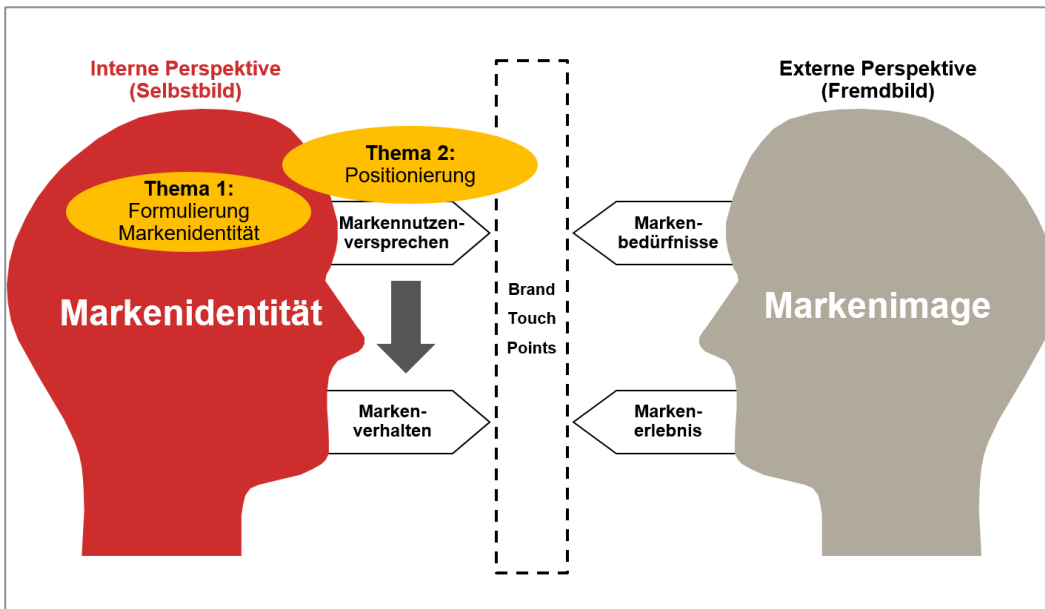 Interne Perspektive
(Selbstbild)
Externe Perspektive
(Fremdbild)
Thema 2:
Positionierung
Thema 1:
Formulierung
Markenidentität
Markennutzen-
versprechen
Marken-
bedürfnisse
Markenidentität
Brand
Touch
Points
Markenimage
Marken-
verhalten
Marken-
erlebnis